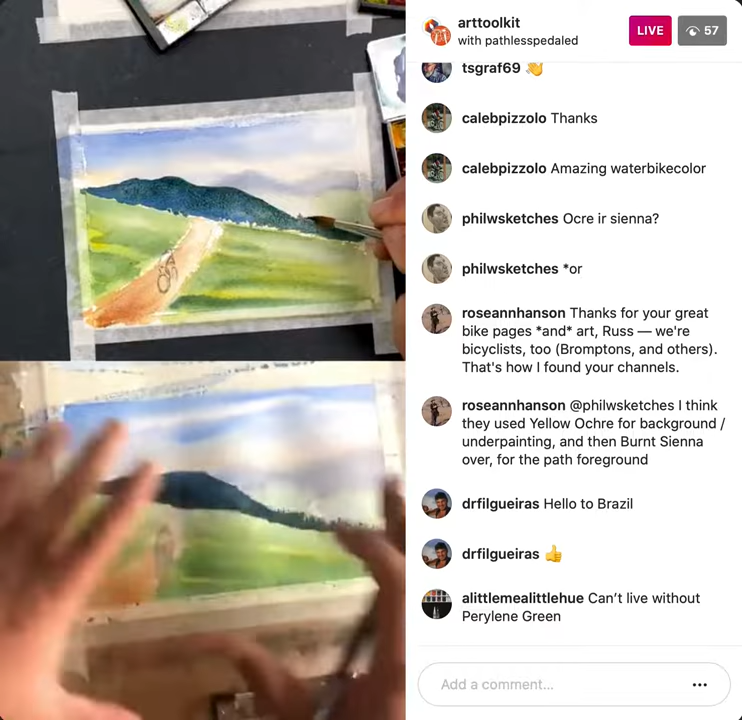 arttoolkit
with pathlesspedaled
LIVE
57
tsgraf69 👋
calebpizzolo Thanks
calebpizzolo Amazing waterbikecolor
philwsketches Ocre ir sienna?
philwsketches *or
roseannhanson Thanks for your great
bike pages *and* art, Russ — we're
bicyclists, too (Bromptons, and others).
That's how I found your channels.
roseannhanson @philwsketches I think
they used Yellow Ochre for background /
underpainting, and then Burnt Sienna
over, for the path foreground
drfilgueiras Hello to Brazil
drfilgueiras 👍
alittlemealittlehue Can’t live without
Perylene Green
Add a comment...